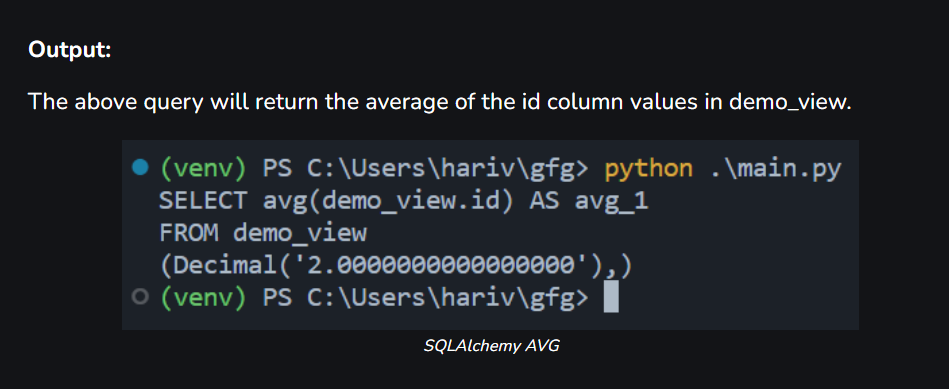 Output:
The above query will return the average of the id column values in demo_view.
(venv) PS C:\Users\hariv\gfg> python .\main.py
SELECT avg(demo_view.id) AS avg_1
FROM demo_view
(Decimal('2.0000000000000000'),)
(venv) PS C:\Users\hariv\gfg>
SQLAlchemy AVG